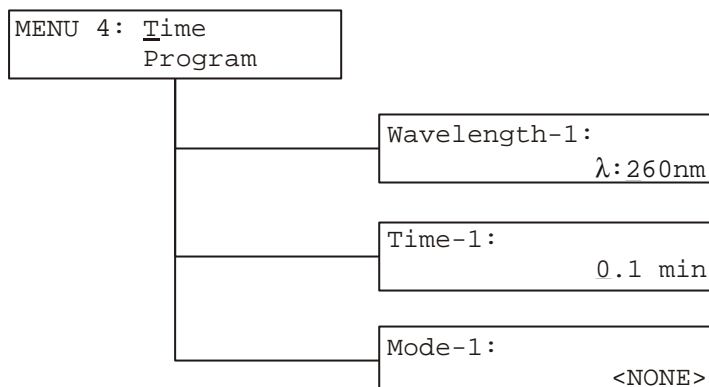 MENU 4: Time
Program
Wavelength-1:
λ:260nm
Time-1:
0.1 min
Mode-1:
<NONE>